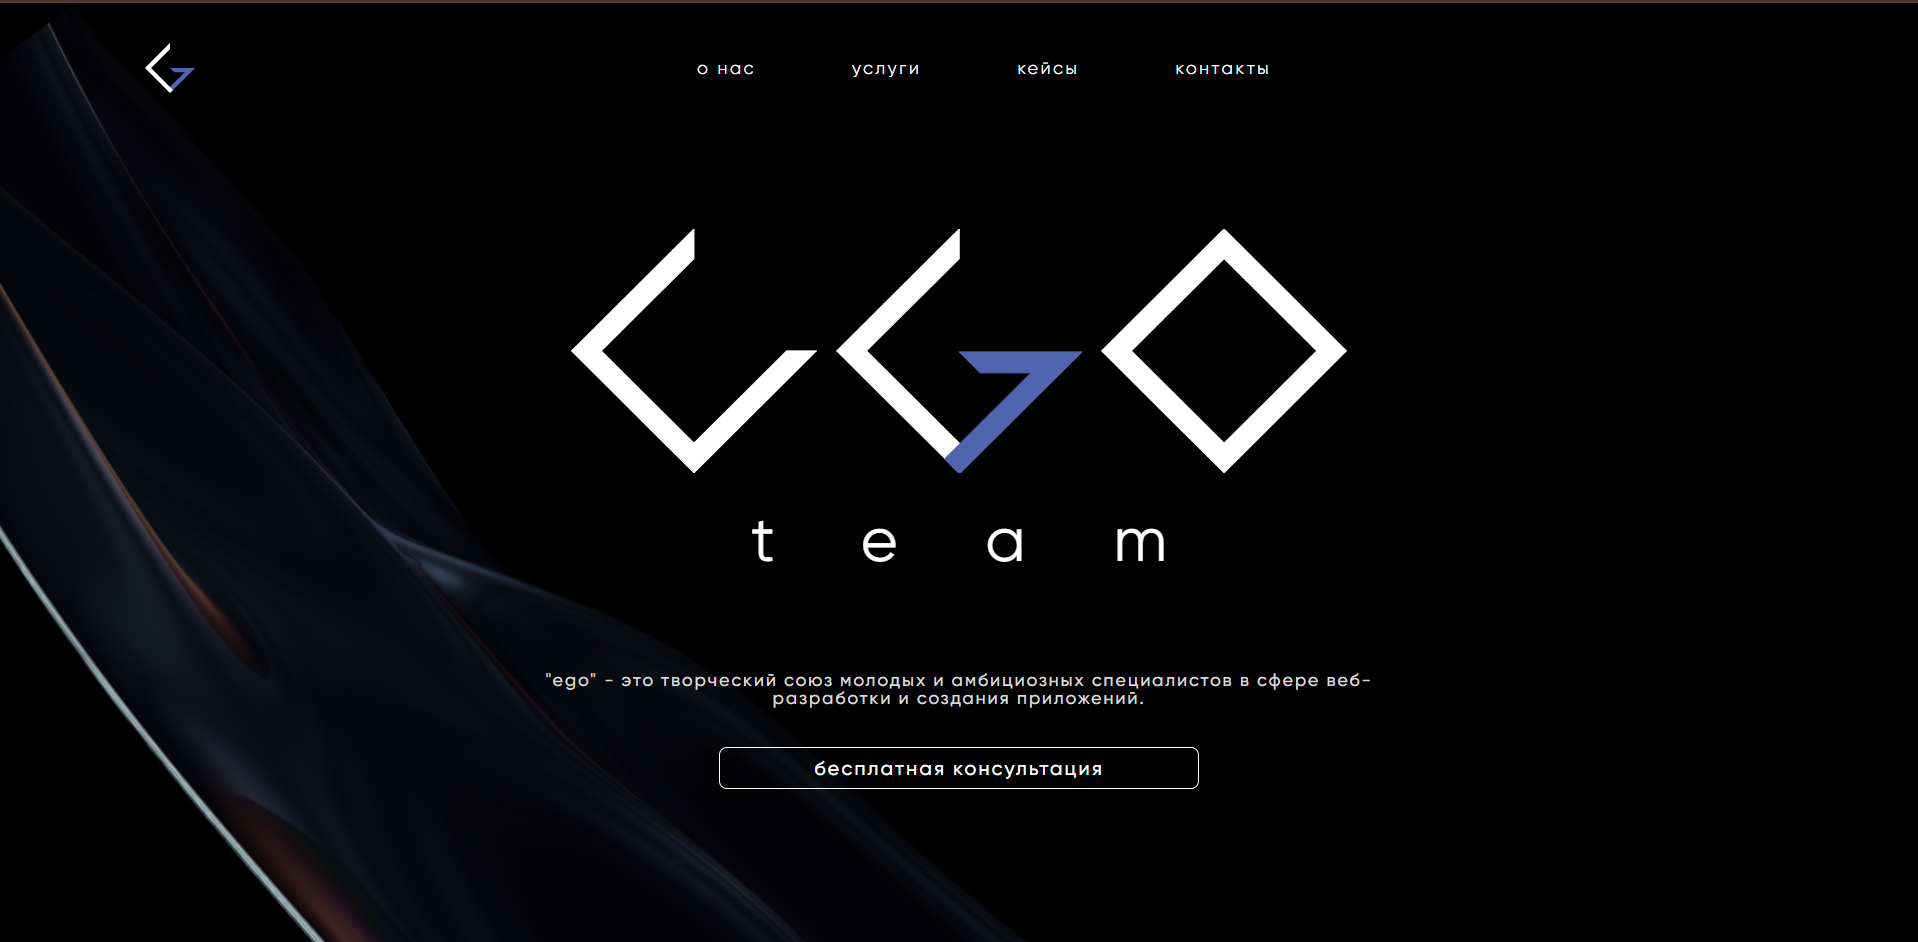 о нас услуги кейсы контакты
EGO
team
"ego" - это творческий союз молодых и амбициозных специалистов в сфере веб-
разработки и создания приложений.
бесплатная консультация